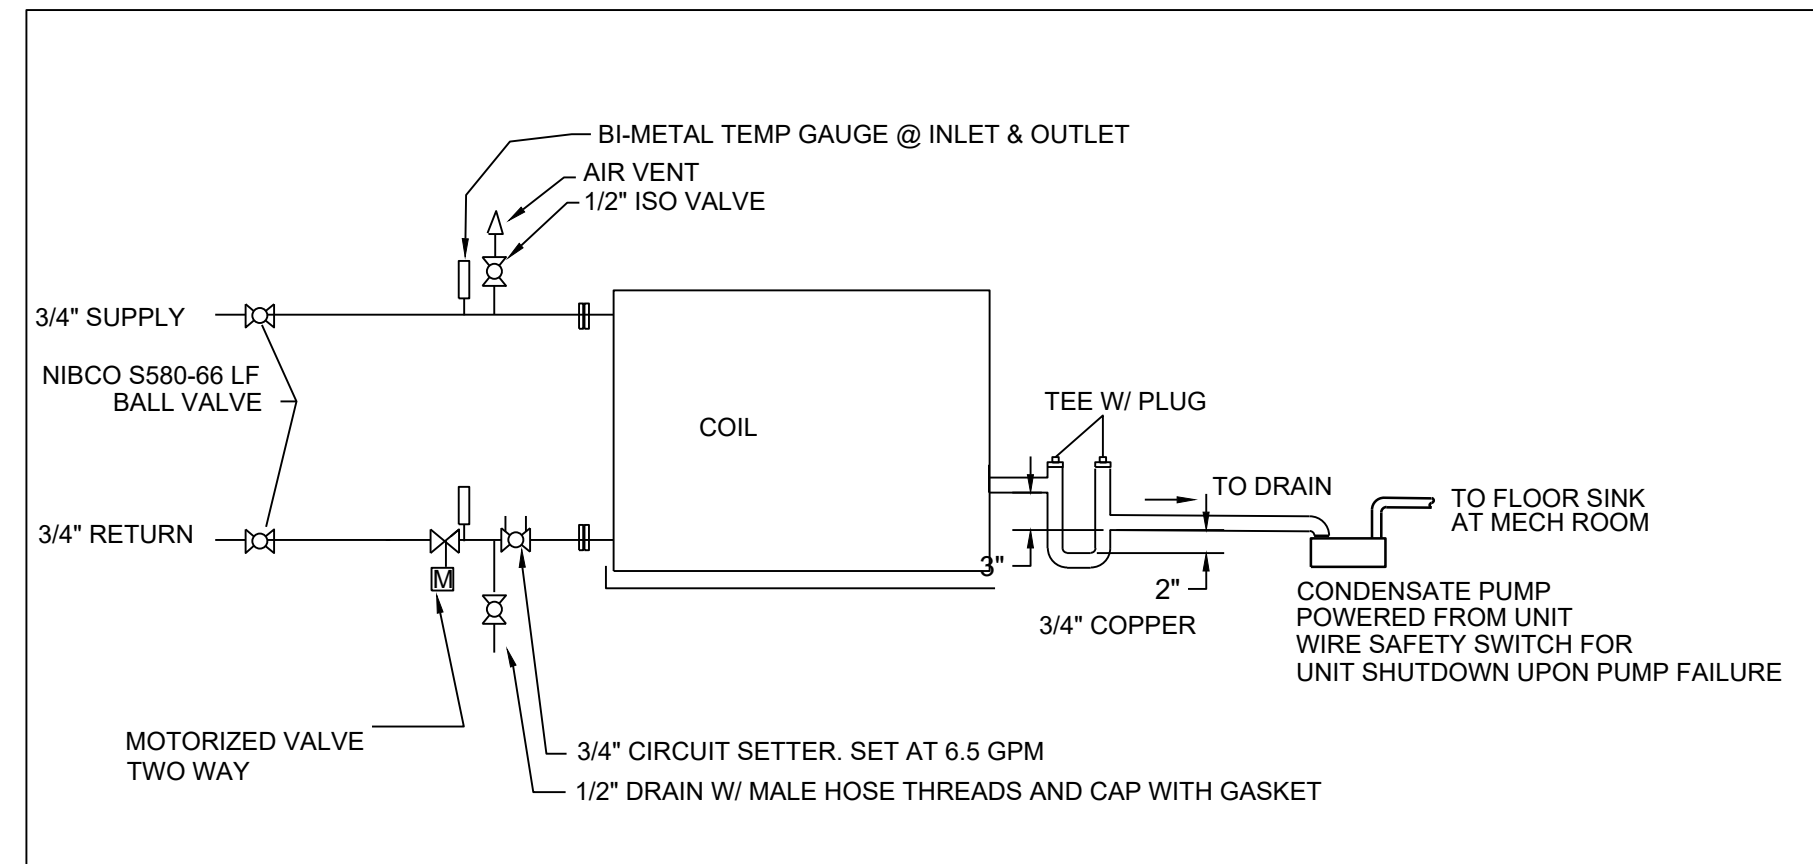 BI-METAL TEMP GAUGE @ INLET & OUTLET
AIR VENT
1/2" ISO VALVE
3/4" SUPPLY
NIBCO S580-66 LF
BALL VALVE
COIL
TEE W/ PLUG
TO DRAIN
TO FLOOR SINK
AT MECH ROOM
3/4" RETURN
M
3"
2"
3/4" COPPER
CONDENSATE PUMP
POWERED FROM UNIT
WIRE SAFETY SWITCH FOR
UNIT SHUTDOWN UPON PUMP FAILURE
MOTORIZED VALVE
TWO WAY
3/4" CIRCUIT SETTER. SET AT 6.5 GPM
1/2" DRAIN W/ MALE HOSE THREADS AND CAP WITH GASKET